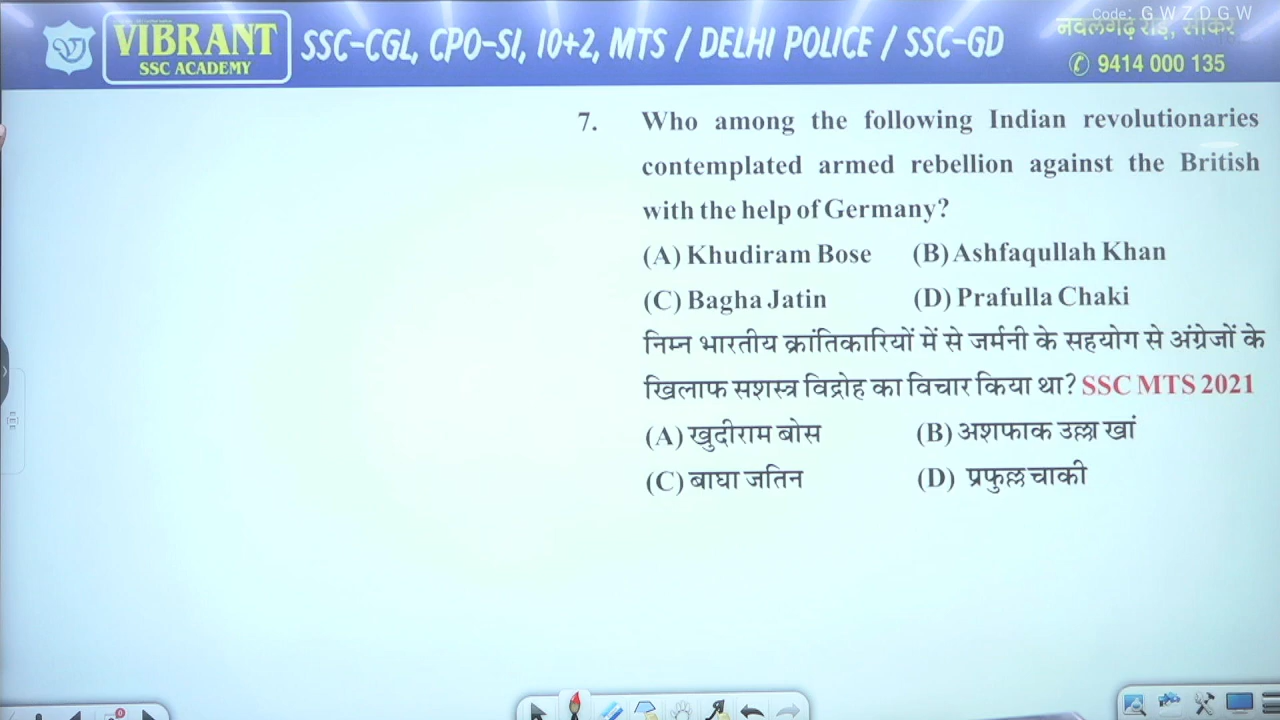 VIBRANT
SSC ACADEMY
SSC-CGL, CPO-SI, 10+2, MTS / DELHI POLICE / SSC-GD
Code: G W Z D G W
नवलगढ़ रोड़, सीकर
9414 000 135
7. Who among the following Indian revolutionaries
contemplated armed rebellion against the British
with the help of Germany?
(A) Khudiram Bose (B) Ashfaqullah Khan
(C) Bagha Jatin (D) Prafulla Chaki
निम्न भारतीय क्रांतिकारियों में से जर्मनी के सहयोग से अंग्रेजों के
खिलाफ सशस्त्र विद्रोह का विचार किया था? SSC MTS 2021
(A) खुदीराम बोस (B) अशफाक उल्ला खां
(C) बाघा जतिन (D) प्रफुल्ल चाकी